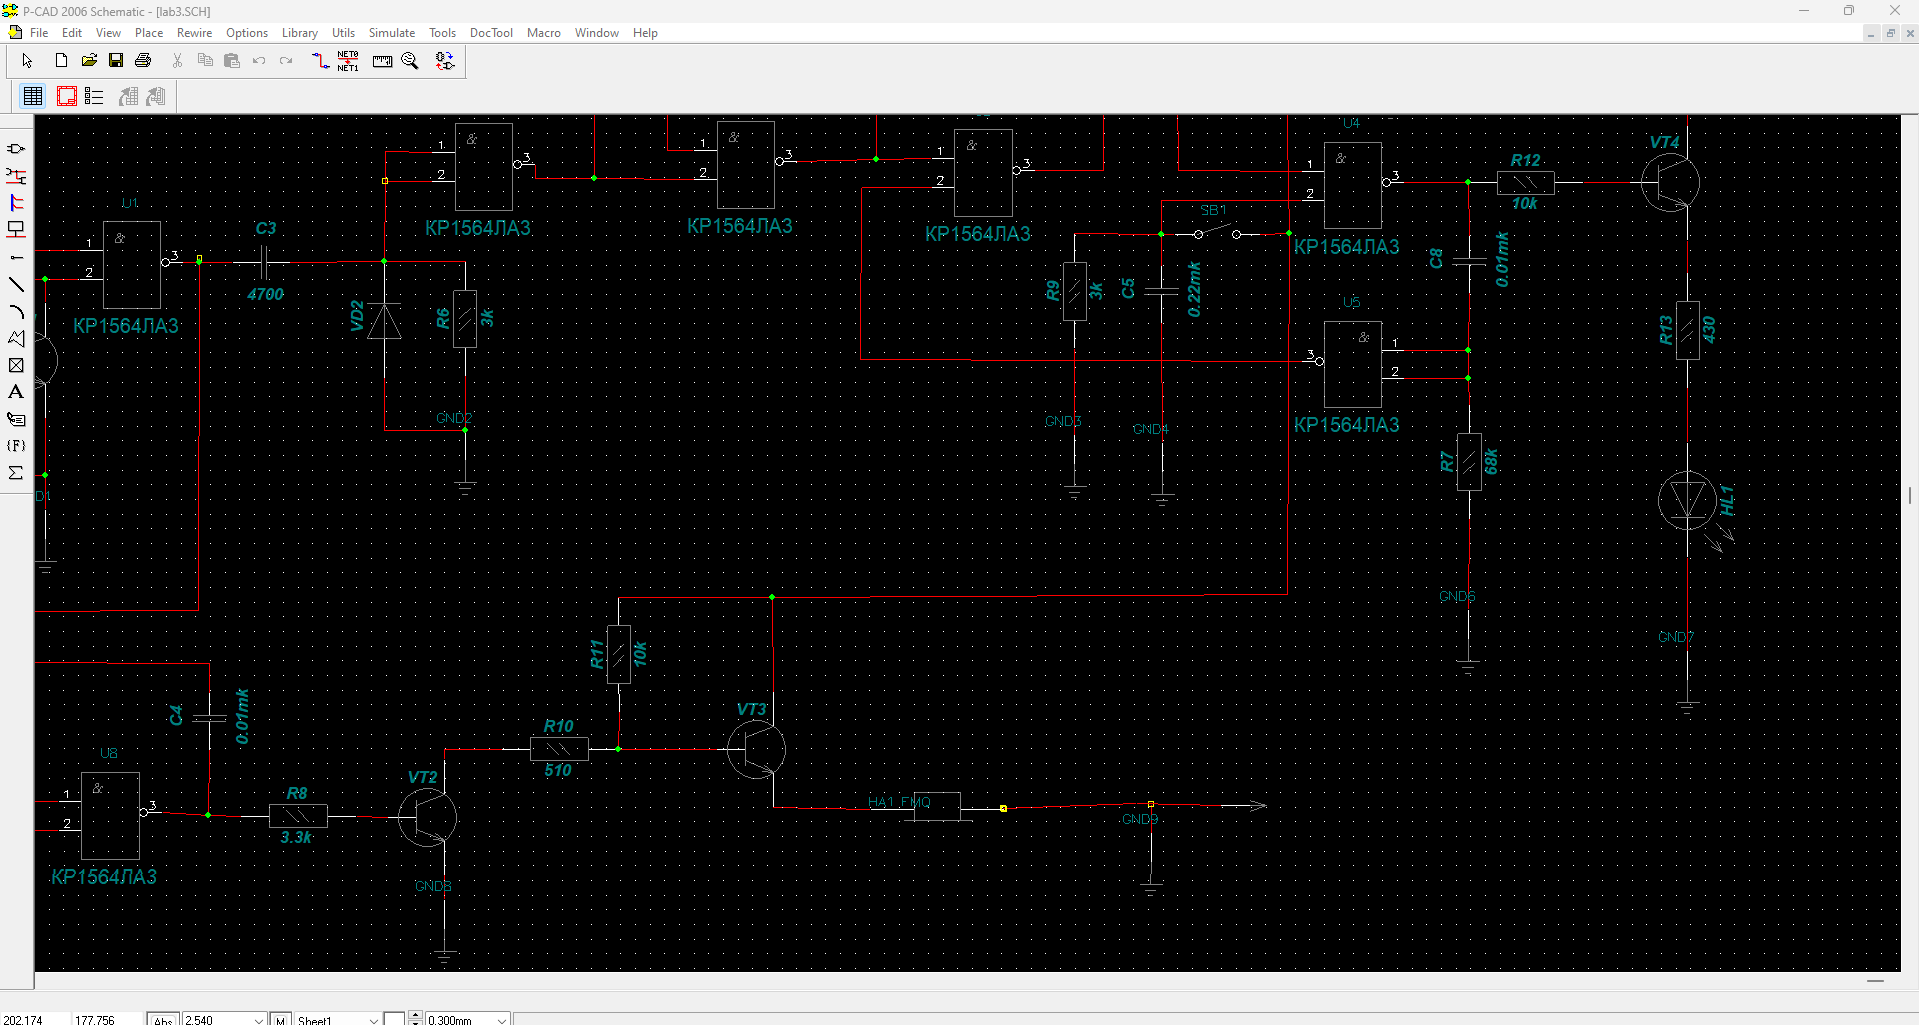 P-CAD 2006 Schematic - [lab3.SCH]
File Edit View Place Rewire Options Library Utils Simulate Tools DocTool Macro Window Help
NET0
NET1
A
{F}
Σ
U4
VT4
&
&
&
&
1
2
3
1
2
3
1
2
3
1
2
3
R12
10k
U1
C3
КР1564ЛА3
КР1564ЛА3
КР1564ЛА3
SB1
КР1564ЛА3
&
1
2
3
4700
КР1564ЛА3
VD2
R6
3k
R9
3k
C5
0.22mk
C8
0.01mk
U5
&
3
1
2
R13
430
КР1564ЛА3
GND2
GND3
GND4
R7
68k
HL1
D1
GND6
GND7
R11
10k
C4
0.01mk
VT3
R10
510
U8
VT2
&
1
2
3
R8
3.3k
HA1 FMQ
GND9
КР1564ЛА3
GND8
202.174 177.756 Abs 2.540 M Sheet1 0.300mm